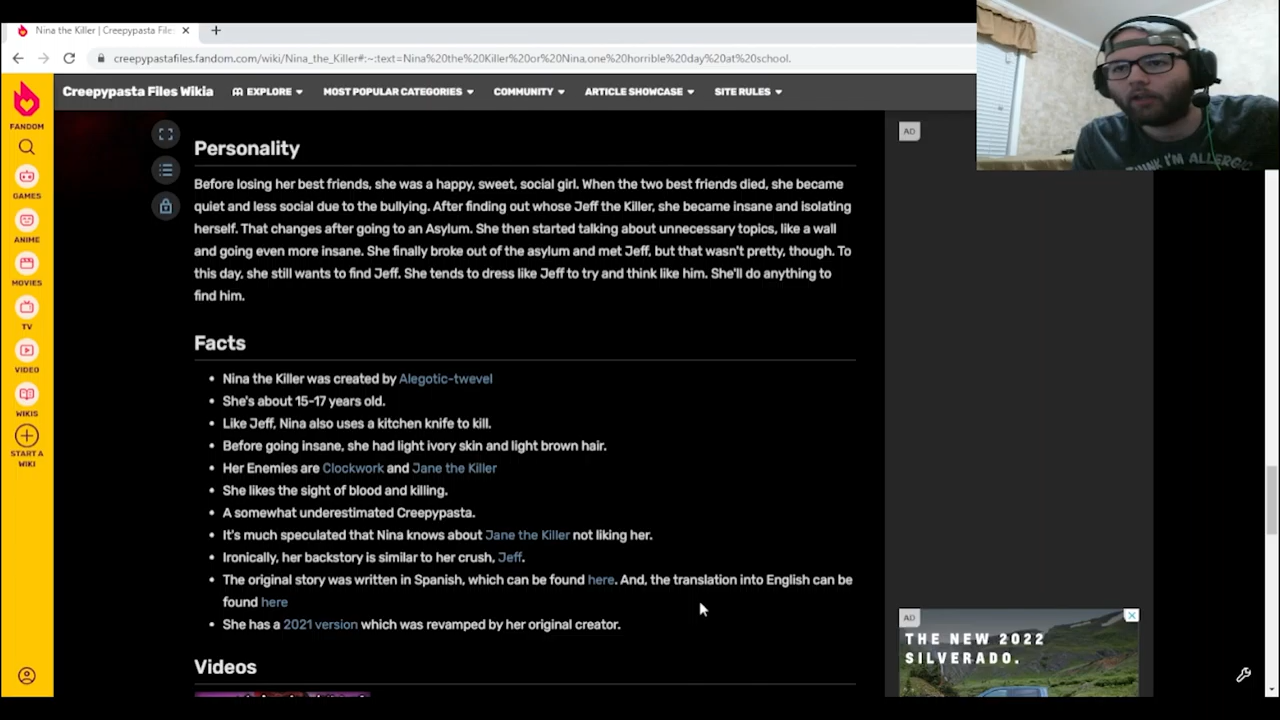 Nina the Killer | Creepypasta File
creepypastafiles.fandom.com/wiki/Nina_the_Killer#:~:text=Nina%20the%20Killer%20or%20Nina,one%20horrible%20day%20at%20school.
FANDOM
GAMES
ANIME
MOVIES
TV
VIDEO
WIKIS
START A
WIKI
Creepypasta Files Wikia
EXPLORE
MOST POPULAR CATEGORIES
COMMUNITY
ARTICLE SHOWCASE
SITE RULES
Personality
Before losing her best friends, she was a happy, sweet, social girl. When the two best friends died, she became
quiet and less social due to the bullying. After finding out whose Jeff the Killer, she became insane and isolating
herself. That changes after going to an Asylum. She then started talking about unnecessary topics, like a wall
and going even more insane. She finally broke out of the asylum and met Jeff, but that wasn't pretty, though. To
this day, she still wants to find Jeff. She tends to dress like Jeff to try and think like him. She'll do anything to
find him.
Facts
• Nina the Killer was created by Alegotic-twevel
• She's about 15-17 years old.
• Like Jeff, Nina also uses a kitchen knife to kill.
• Before going insane, she had light ivory skin and light brown hair.
• Her Enemies are Clockwork and Jane the Killer
• She likes the sight of blood and killing.
• A somewhat underestimated Creepypasta.
• It's much speculated that Nina knows about Jane the Killer not liking her.
• Ironically, her backstory is similar to her crush, Jeff.
• The original story was written in Spanish, which can be found here. And, the translation into English can be
found here
• She has a 2021 version which was revamped by her original creator.
Videos
AD
AD
THE NEW 2022
SILVERADO.
THINK I'M ALLERGIC